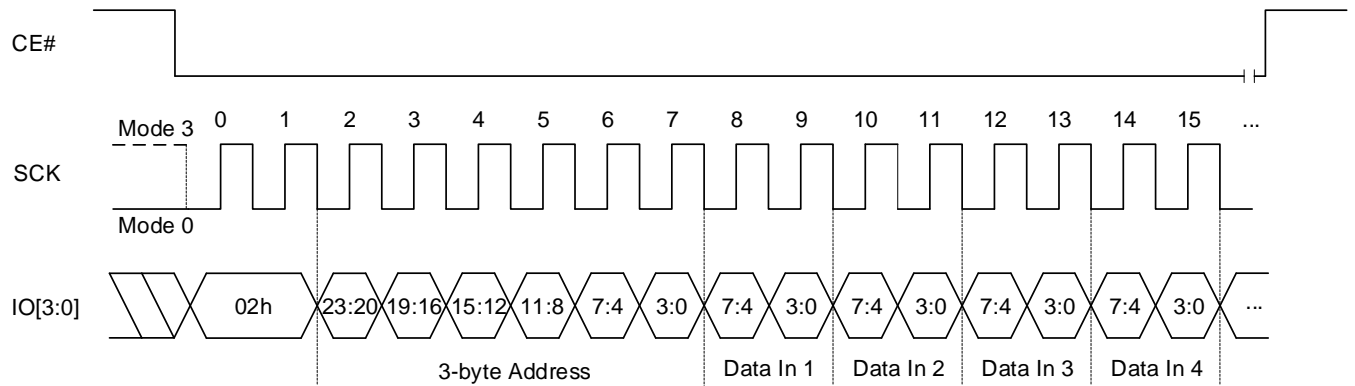 CE#
Mode 3 0 1 2 3 4 5 6 7 8 9 10 11 12 13 14 15 ...
SCK
Mode 0
IO[3:0] 02h 23:20 19:16 15:12 11:8 7:4 3:0 7:4 3:0 7:4 3:0 7:4 3:0 7:4 3:0 ...
3-byte Address Data In 1 Data In 2 Data In 3 Data In 4